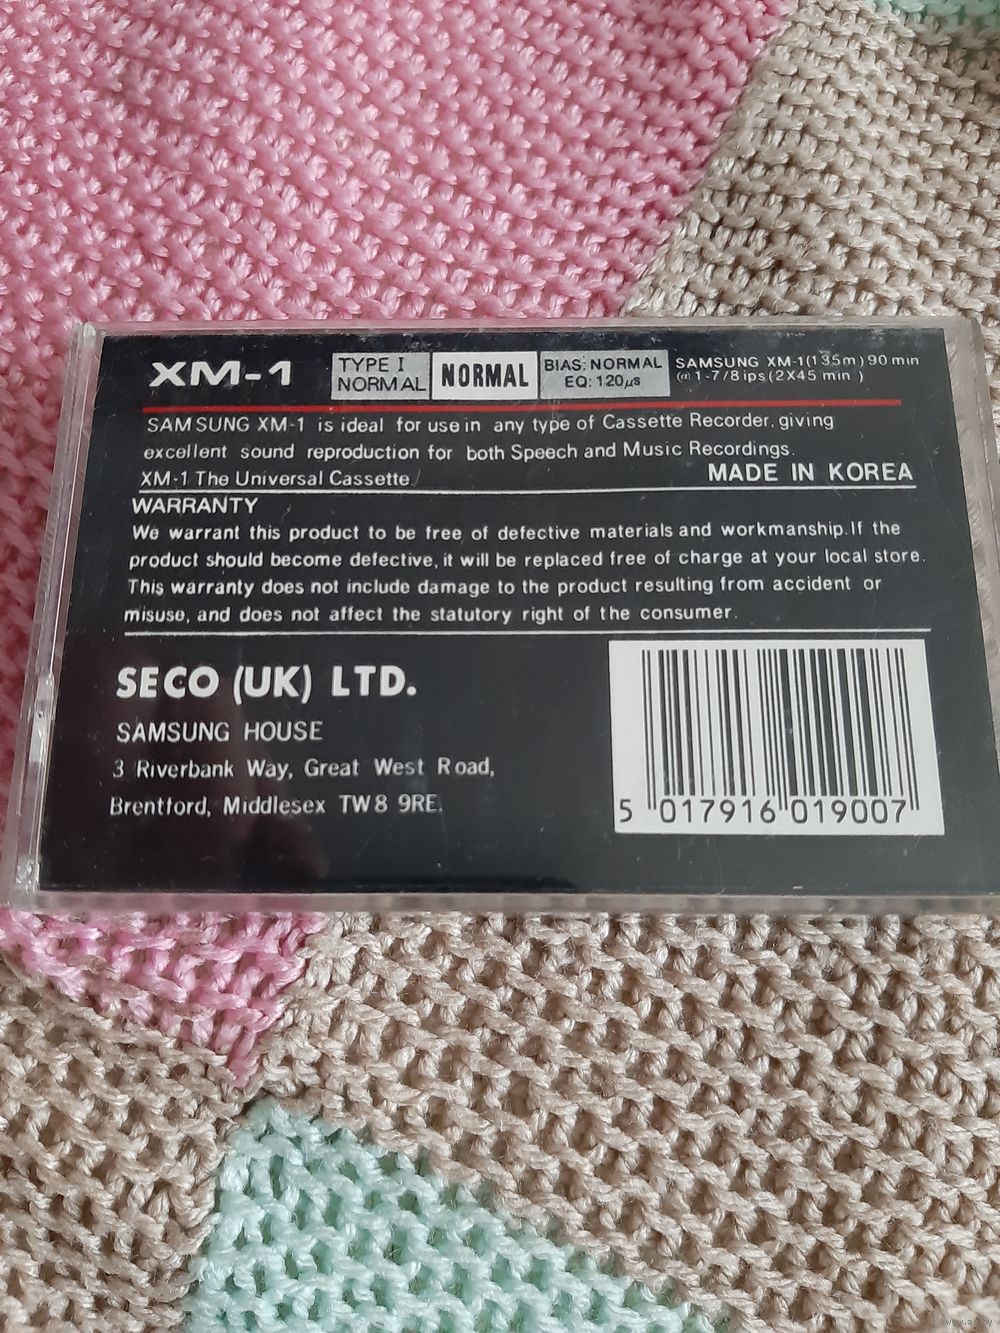 XM-1 TYPE I NORMAL NORMAL BIAS: NORMAL EQ: 120µs SAMSUNG XM-1(135m) 90 min
@ 1-7/8 ips (2X45 min )
SAMSUNG XM-1 is ideal for use in any type of Cassette Recorder, giving
excellent sound reproduction for both Speech and Music Recordings.
XM-1 The Universal Cassette. MADE IN KOREA
WARRANTY
We warrant this product to be free of defective materials and workmanship. If the
product should become defective, it will be replaced free of charge at your local store.
This warranty does not include damage to the product resulting from accident or
misuse, and does not affect the statutory right of the consumer.
SECO (UK) LTD.
SAMSUNG HOUSE
3 Riverbank Way, Great West Road,
Brentford, Middlesex TW8 9RE.
5 017916 019007